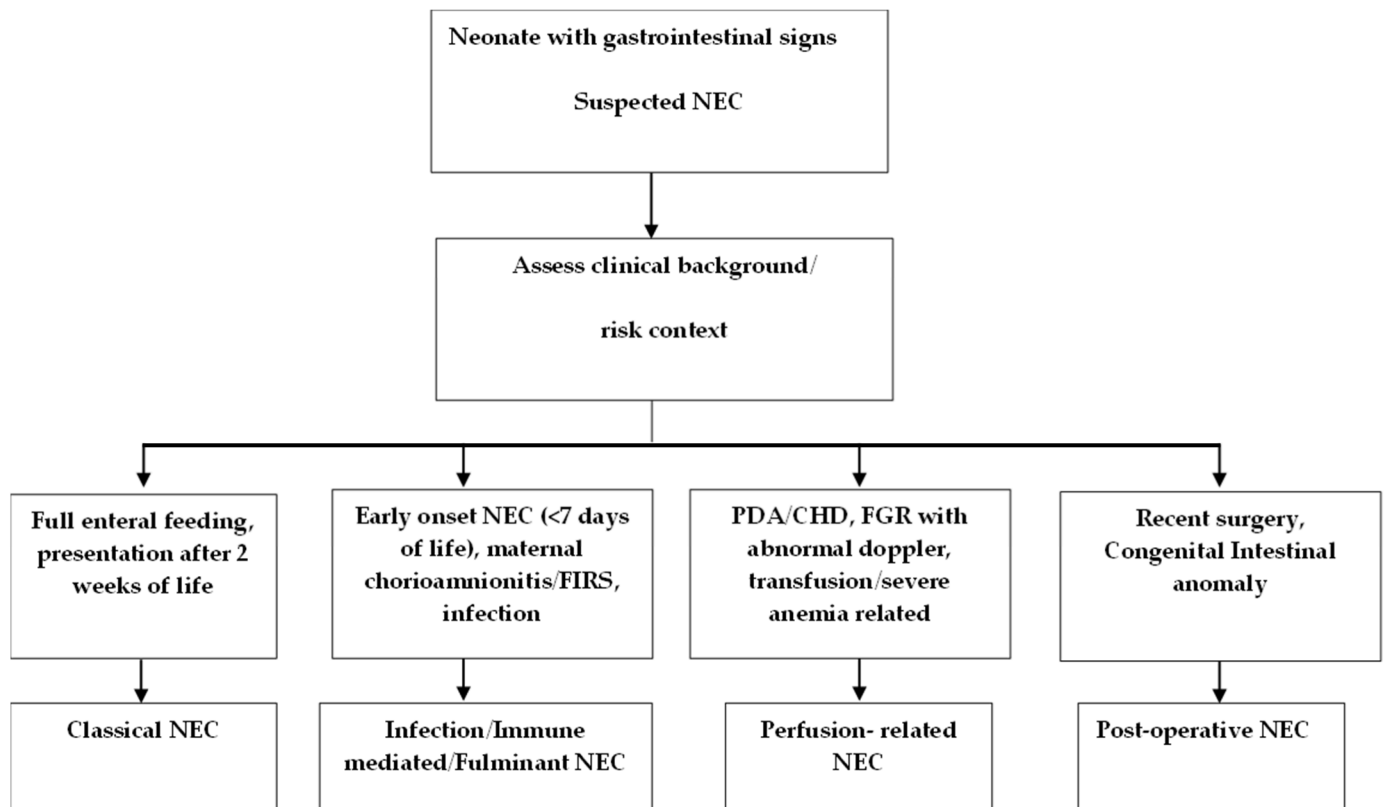 Neonate with gastrointestinal signs
Suspected NEC
Assess clinical background/
risk context
Full enteral feeding,
presentation after 2
weeks of life
Early onset NEC (<7 days
of life), maternal
chorioamnionitis/FIRS,
infection
PDA/CHD, FGR with
abnormal doppler,
transfusion/severe
anemia related
Recent surgery,
Congenital Intestinal
anomaly
Classical NEC
Infection/Immune
mediated/Fulminant NEC
Perfusion- related
NEC
Post-operative NEC